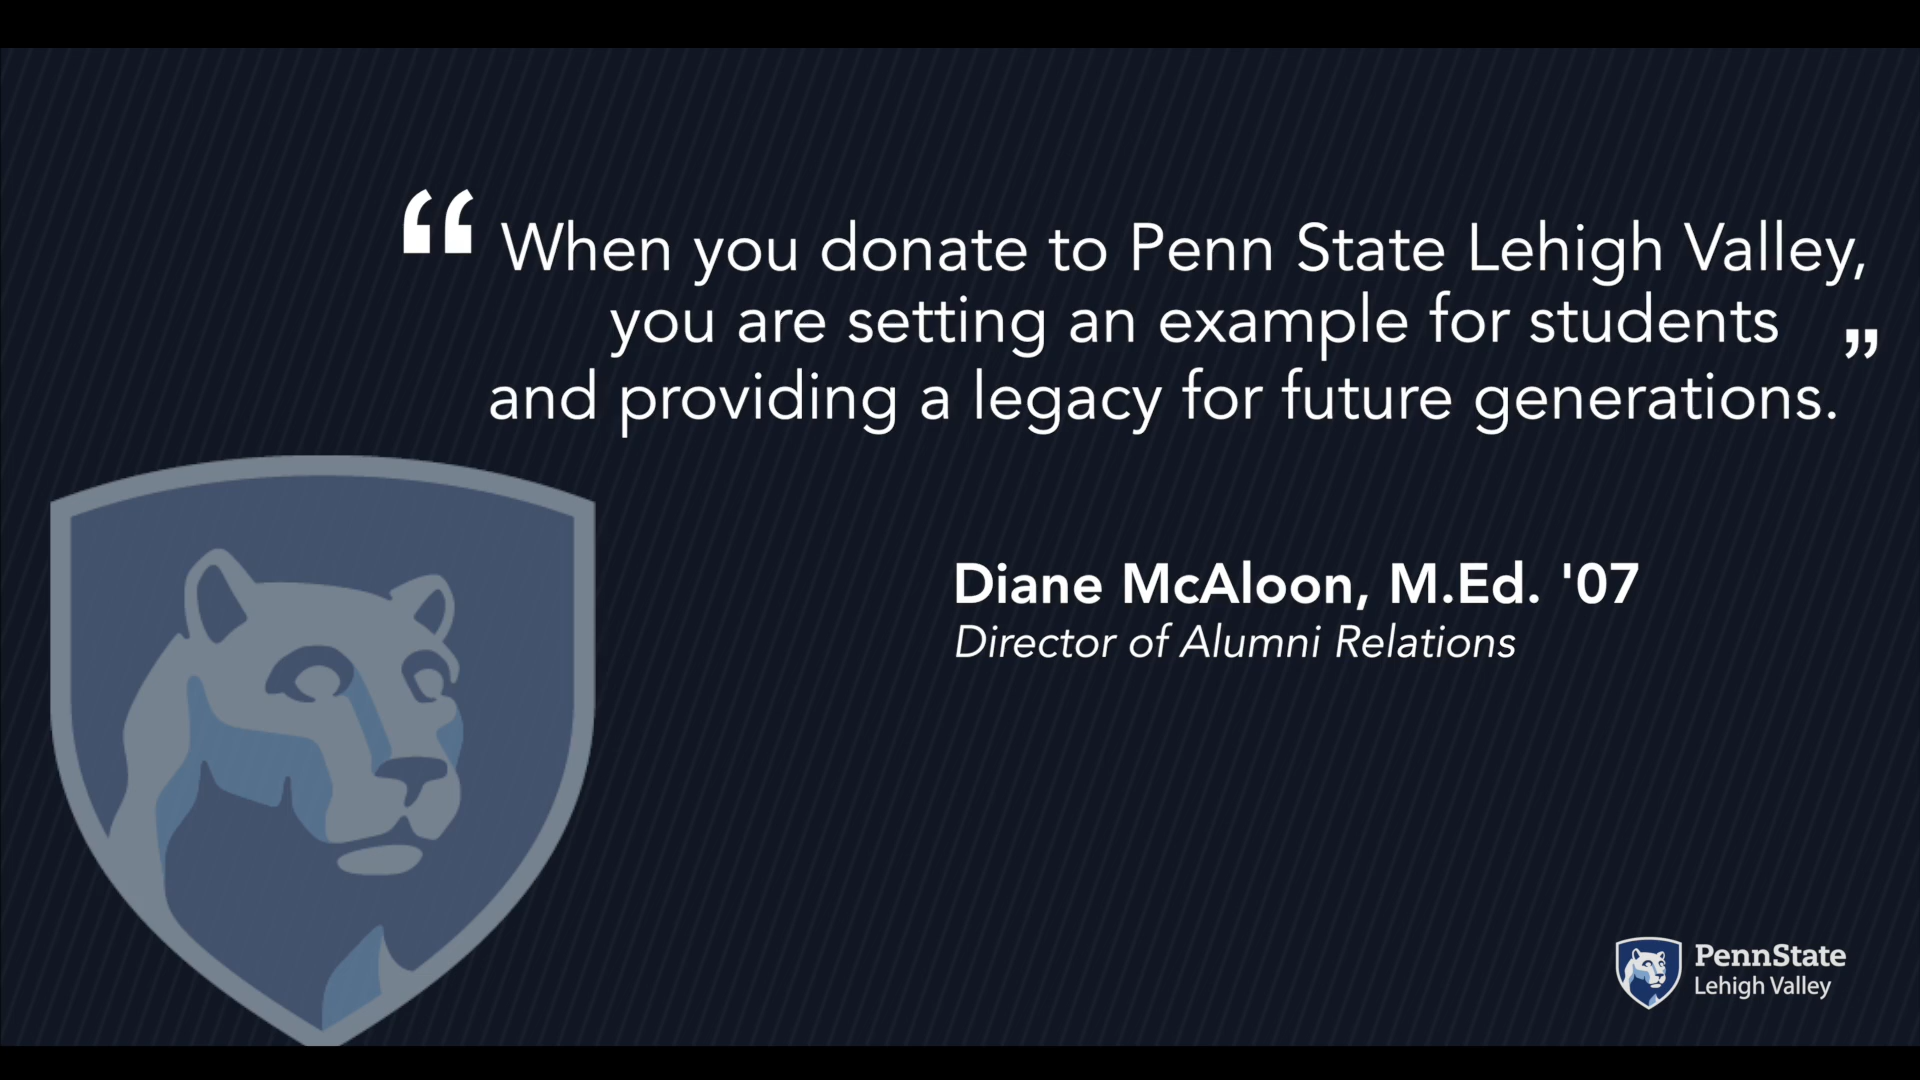 “ When you donate to Penn State Lehigh Valley,
you are setting an example for students
and providing a legacy for future generations. ”
Diane McAloon, M.Ed. '07
Director of Alumni Relations
PennState
Lehigh Valley